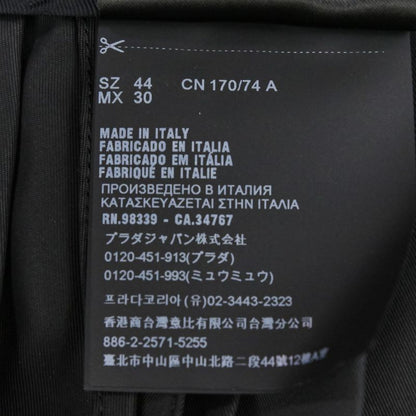 SZ 44 CN 170/74 A
MX 30
MADE IN ITALY
FABRICADO EN ITALIA
FABRICADO EM ITÁLIA
FABRIQUÉ EN ITALIE
ПРОИЗВЕДЕНО В ИТАЛИЯ
ΚΑΤΑΣΚΕΥΑΖΕΤΑΙ ΣΤΗΝ ΙΤΑΛΙΑ
RN.98339 - CA.34767
プラダジャパン株式会社
0120-451-913(プラダ)
0120-451-993(ミュウミュウ)
프라다코리아 (유) 02-3443-2323
香港商台灣意比有限公司台灣分公司
886-2-2571-5255
臺北市中山區中山北路二段44號12樓A室